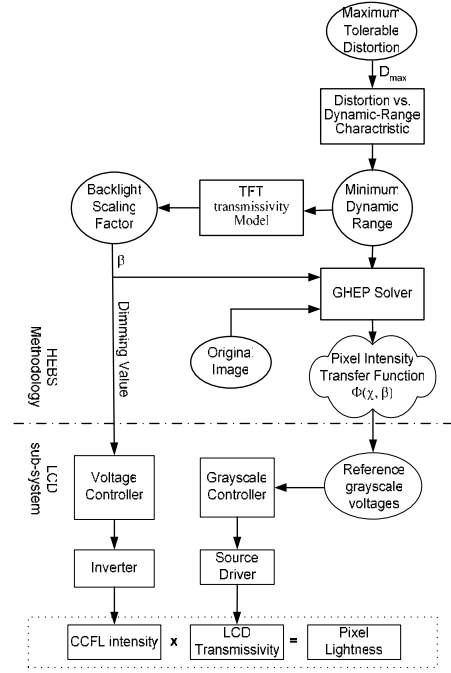 Maximum
Tolerable
Distortion
Dmax
Distortion vs.
Dynamic-Range
Charactristic
Backlight
Scaling
Factor
TFT
transmissivity
Model
Minimum
Dynamic
Range
β
GHEP Solver
Dimming Value
Original
Image
Pixel Intensity
Transfer Function
Φ(χ, β)
HEBS
Methodology
LCD
sub-system
Voltage
Controller
Grayscale
Controller
Reference
grayscale
voltages
Inverter
Source
Driver
CCFL intensity
x
LCD
Transmissivity
=
Pixel
Lightness